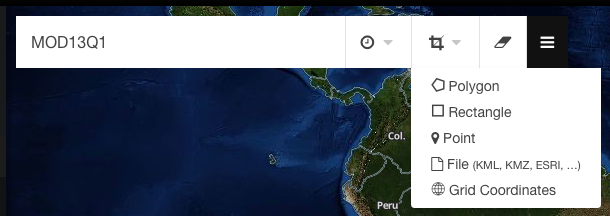 MOD13Q1
Polygon
Rectangle
Point
File (KML, KMZ, ESRI, ...)
Grid Coordinates
Col.
Peru